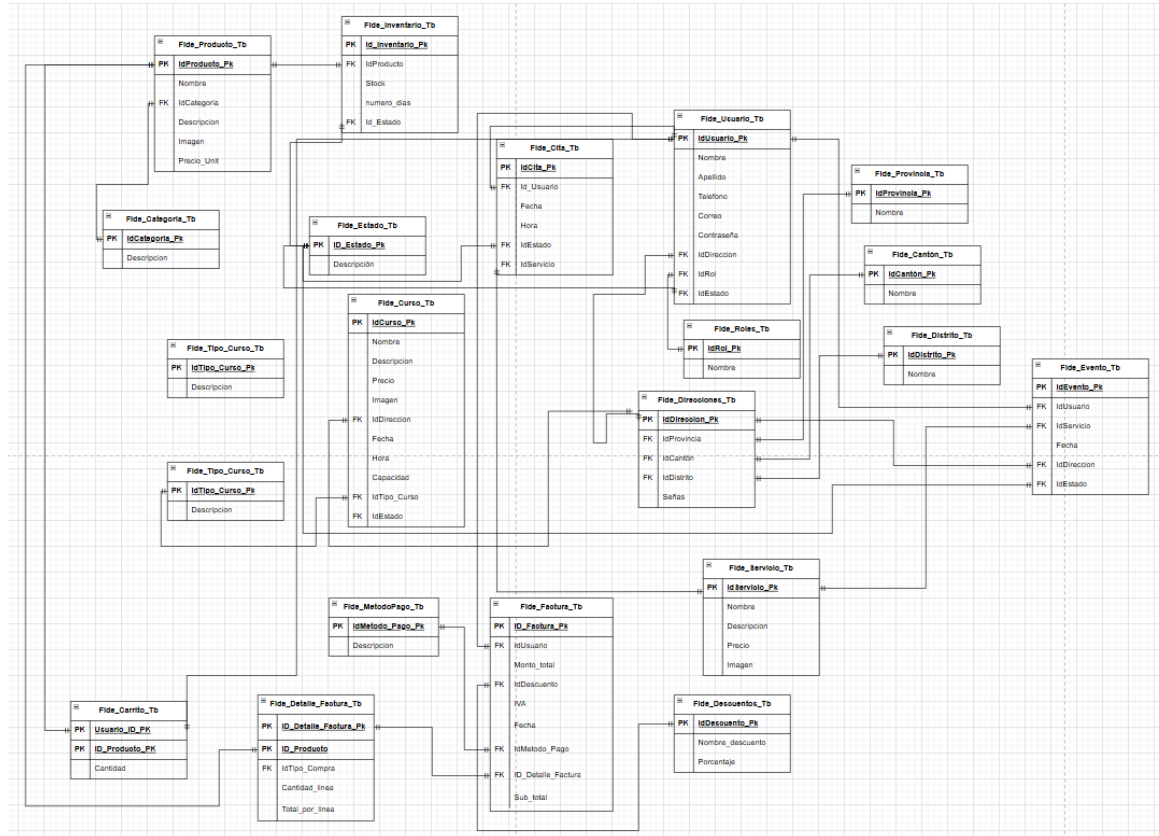 Fide_Inventario_Tb
PK Id_Inventario_Pk
FK IdProducto
Stock
numero_dias
FK Id_Estado
Fide_Producto_Tb
PK IdProducto_Pk
Nombre
FK IdCategoria
Descripcion
Imagen
Precio_Unit
Fide_Usuario_Tb
PK IdUsuario_Pk
Nombre
Apellido
Telefono
Correo
Contraseña
FK IdDireccion
FK IdRol
FK IdEstado
Fide_Cita_Tb
PK IdCita_Pk
FK Id_Usuario
Fecha
Hora
FK IdEstado
FK IdServicio
Fide_Provincia_Tb
PK IdProvincia_Pk
Nombre
Fide_Categoria_Tb
PK IdCategoria_Pk
Descripcion
Fide_Estado_Tb
PK ID_Estado_Pk
Descripción
Fide_Cantón_Tb
PK IdCantón_Pk
Nombre
Fide_Curso_Tb
PK IdCurso_Pk
Nombre
Descripcion
Precio
Imagen
FK IdDireccion
Fecha
Hora
Capacidad
FK IdTipo_Curso
FK IdEstado
Fide_Roles_Tb
PK IdRol_Pk
Nombre
Fide_Distrito_Tb
PK IdDistrito_Pk
Nombre
Fide_Tipo_Curso_Tb
PK IdTipo_Curso_Pk
Descripcion
Fide_Evento_Tb
PK IdEvento_Pk
FK IdUsuario
FK IdServicio
Fecha
FK IdDireccion
FK IdEstado
Fide_Direcciones_Tb
PK IdDireccion_Pk
FK IdProvincia
FK IdCantón
FK IdDistrito
Señas
Fide_Tipo_Curso_Tb
PK IdTipo_Curso_Pk
Descripcion
Fide_Servicio_Tb
PK IdServicio_Pk
Nombre
Descripcion
Precio
Imagen
Fide_MetodoPago_Tb
PK IdMetodo_Pago_Pk
Descripcion
Fide_Factura_Tb
PK ID_Factura_Pk
FK IdUsuario
Monto_total
FK IdDescuento
IVA
Fecha
FK IdMetodo_Pago
FK ID_Detalle_Factura
Sub_total
Fide_Carrito_Tb
PK Usuario_ID_PK
PK ID_Producto_PK
Cantidad
Fide_Detalle_Factura_Tb
PK ID_Detalle_Factura_Pk
PK ID_Producto
FK IdTipo_Compra
Cantidad_linea
Total_por_linea
Fide_Descuentos_Tb
PK IdDescuento_Pk
Nombre_descuento
Porcentaje